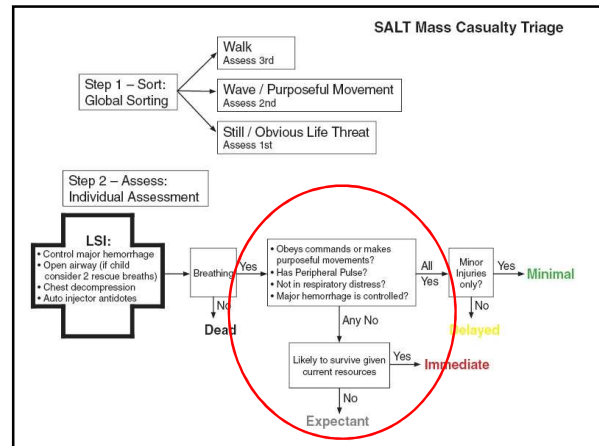 SALT Mass Casualty Triage
Walk
Assess 3rd
Step 1 – Sort:
Global Sorting
Wave / Purposeful Movement
Assess 2nd
Still / Obvious Life Threat
Assess 1st
Step 2 – Assess:
Individual Assessment
LSI:
• Control major hemorrhage
• Open airway (if child
consider 2 rescue breaths)
• Chest decompression
• Auto injector antidotes
Breathing
Yes
No
Dead
• Obeys commands or makes
purposeful movements?
• Has Peripheral Pulse?
• Not in respiratory distress?
• Major hemorrhage is controlled?
All
Yes
Minor
Injuries
only?
Yes
Minimal
No
Delayed
Any No
Likely to survive given
current resources
Yes
Immediate
No
Expectant